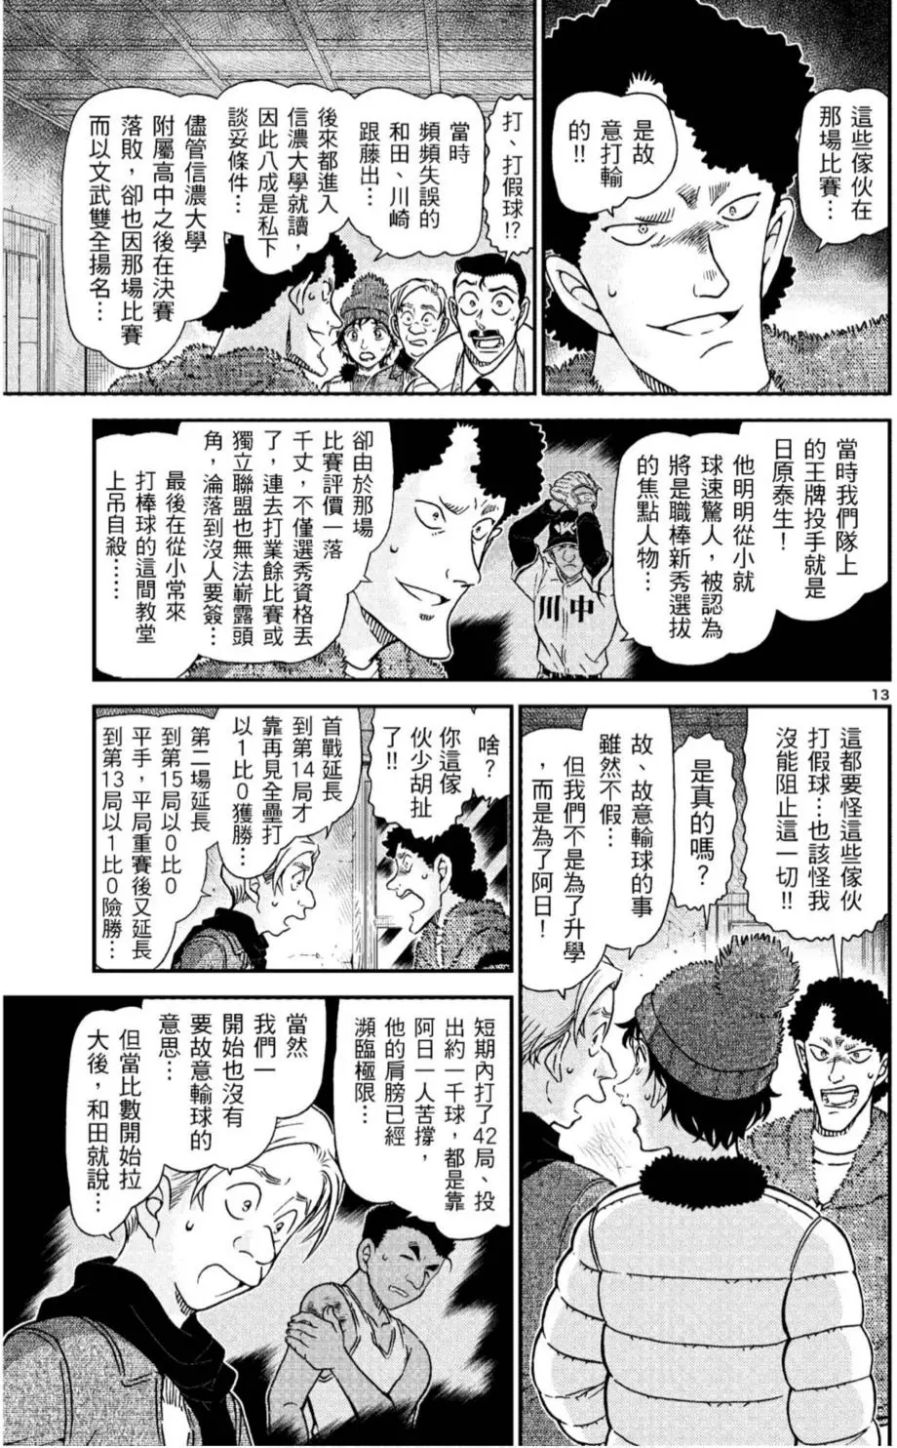 這些傢伙在
那場比賽…
是故
意打輸
的!!
打、打假球!?
當時
頻頻失誤的
和田、川崎
跟藤出…
後來都進入
信濃大學就讀，
因此八成是私下
談妥條件…
儘管信濃大學
附屬高中之後在決賽
落敗，卻也因那場比賽
而以文武雙全揚名…
當時我們隊上
的王牌投手就是
日原泰生！
他明明從小就
球速驚人，被認為
將是職棒新秀選拔
的焦點人物…
川中
卻由於那場
比賽評價一落
千丈，不僅選秀資格丟
了，連去打業餘比賽或
獨立聯盟也無法嶄露頭
角，淪落到沒人要簽…
最後在從小常來
打棒球的這間教堂
上吊自殺……
13
這都要怪這些傢伙
打假球…也該怪我
沒能阻止這一切!!
是真的嗎？
故、故意輸球的事
雖然不假…
但我們不是為了升學
，而是為了阿日！
啥？
你這傢
伙少胡扯
了!!
首戰延長
到第14局才
靠再見全壘打
以1比0獲勝…
第二場延長
到第15局以0比0
平手，平局重賽後又延長
到第13局以1比0險勝…
短期內打了42局、投
出約一千球，都是靠
阿日一人苦撐，
他的肩膀已經
瀕臨極限…
當然
我們一
開始也沒有
要故意輸球的
意思…
但當比數開始拉
大後，和田就說…